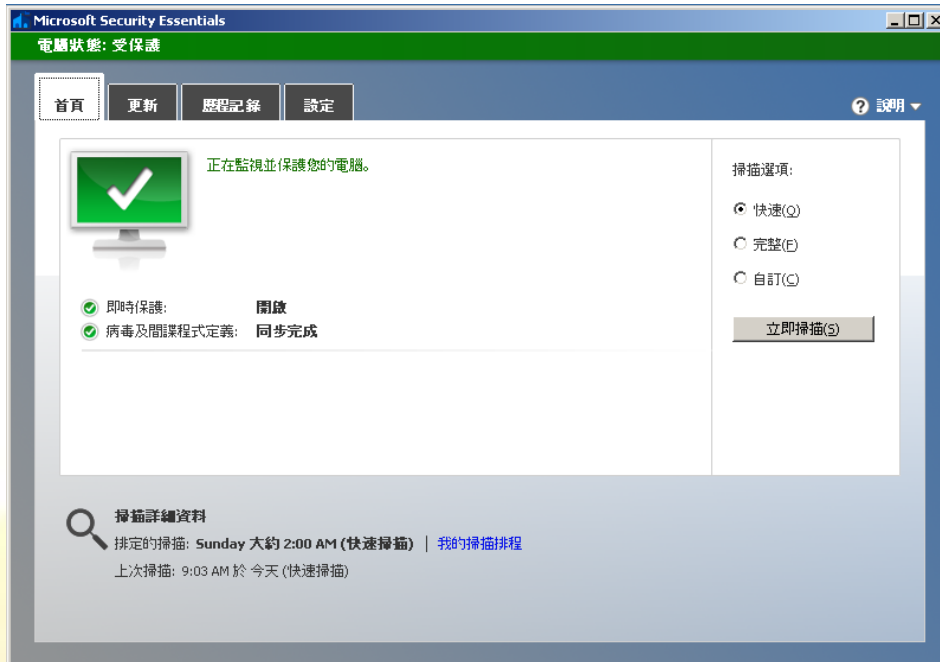 Microsoft Security Essentials
電腦狀態: 受保護
首頁 更新 歷程記錄 設定 說明
正在監視並保護您的電腦。
掃描選項:
快速(Q)
完整(F)
自訂(C)
立即掃描(S)
即時保護: 開啟
病毒及間諜程式定義: 同步完成
掃描詳細資料
排定的掃描: Sunday 大約 2:00 AM (快速掃描) | 我的掃描排程
上次掃描: 9:03 AM 於 今天 (快速掃描)